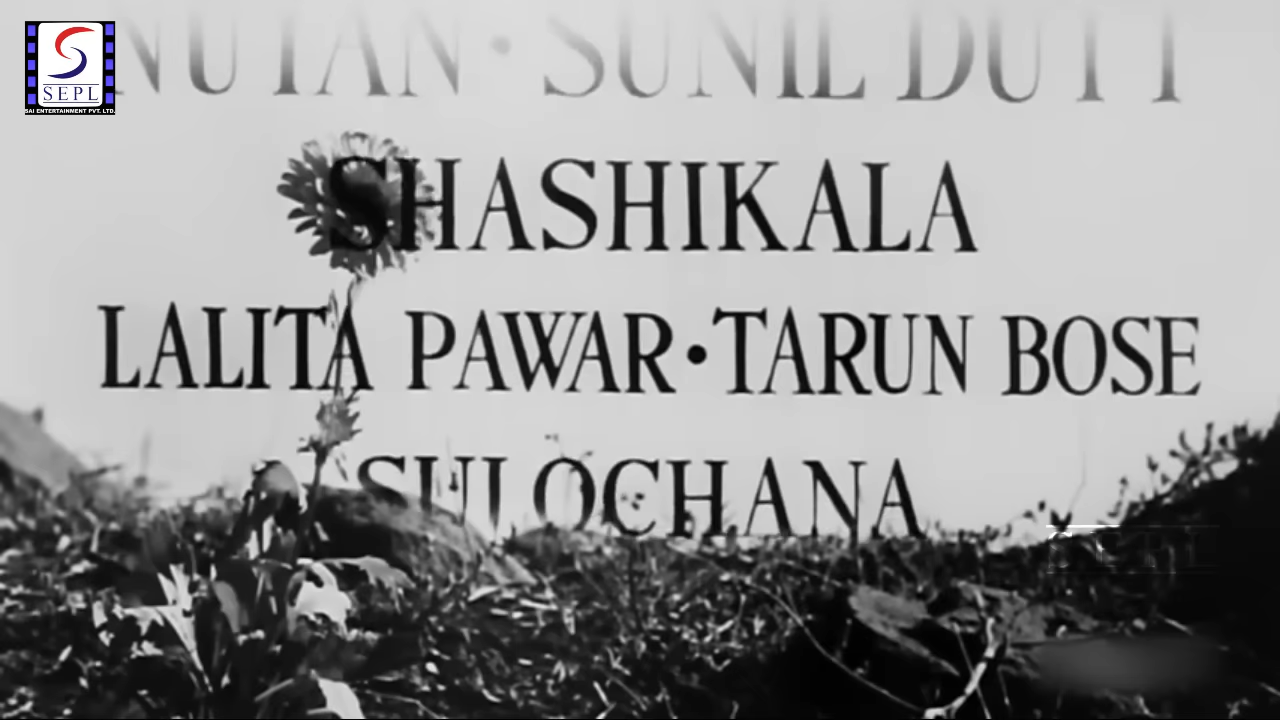 NUTAN • SUNIL DUTT
SEPL
SAI ENTERTAINMENT PVT. LTD.
SHASHIKALA
LALITA PAWAR • TARUN BOSE
SULOCHANA